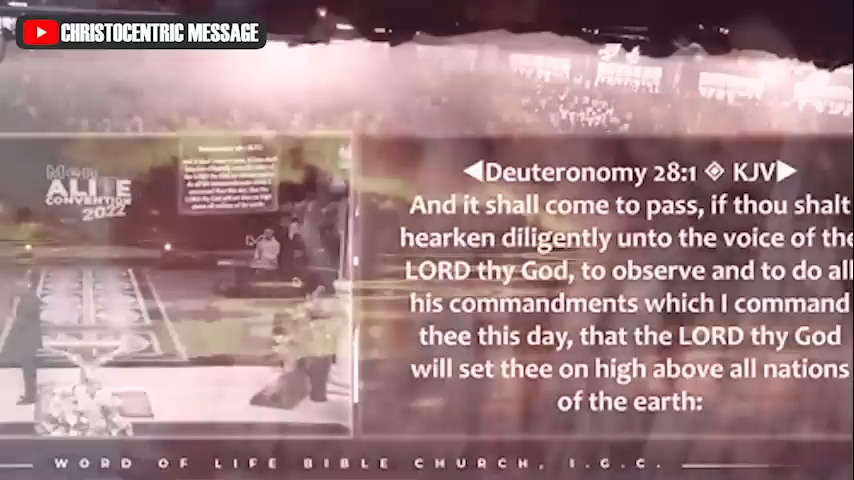 CHRISTOCENTRIC MESSAGE
Men
ALIVE
CONVENTION
2022
◀Deuteronomy 28:1 ◈ KJV▶
And it shall come to pass, if thou shalt
hearken diligently unto the voice of the
LORD thy God, to observe and to do all
his commandments which I command
thee this day, that the LORD thy God
will set thee on high above all nations
of the earth:
WORD OF LIFE BIBLE CHURCH, I.G.C.